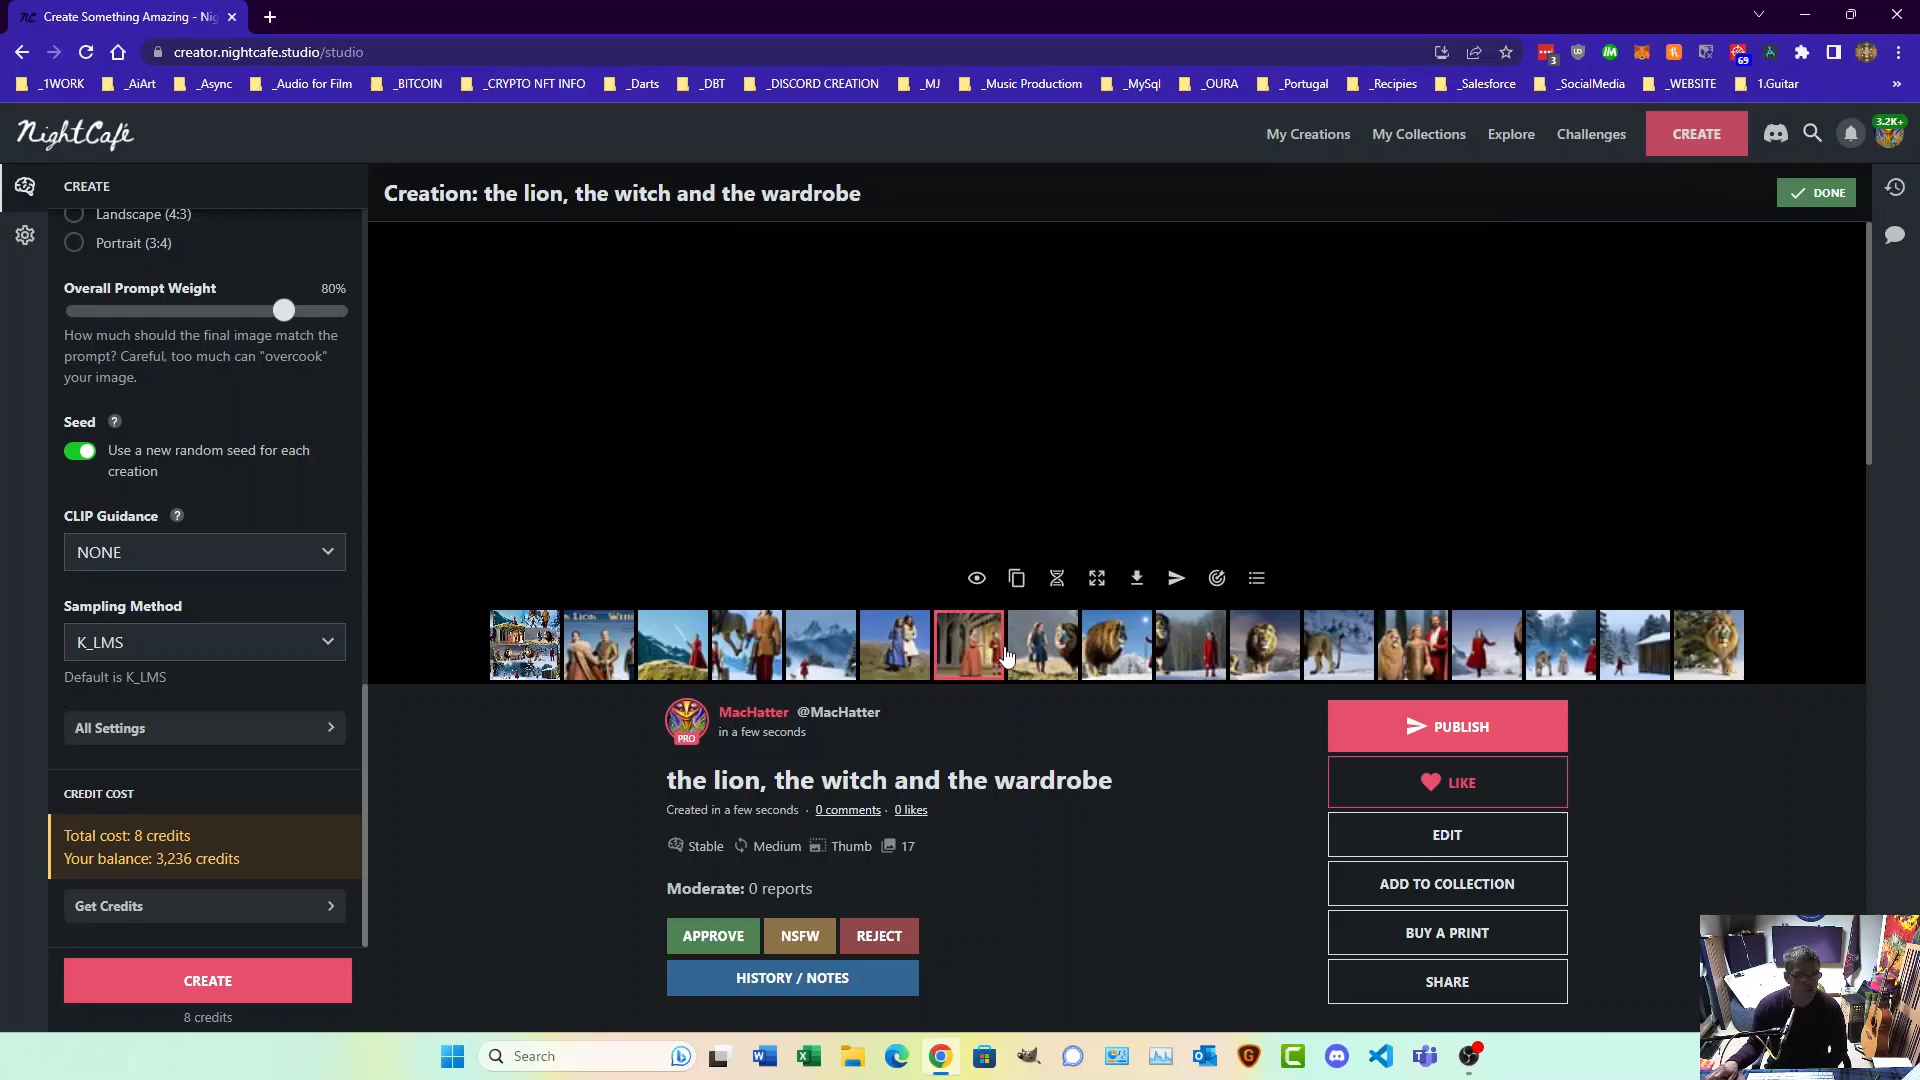 Create Something Amazing - Nig
creator.nightcafe.studio/studio
3
69
_1WORK
_AiArt
_Async
_Audio for Film
_BITCOIN
_CRYPTO NFT INFO
_Darts
_DBT
_DISCORD CREATION
_MJ
_Music Productiom
_MySql
_OURA
_Portugal
_Recipies
_Salesforce
_SocialMedia
_WEBSITE
1.Guitar
»
NightCafé
My Creations
My Collections
Explore
Challenges
CREATE
3.2K+
CREATE
Creation: the lion, the witch and the wardrobe
DONE
Landscape (4:3)
Portrait (3:4)
Overall Prompt Weight
80%
How much should the final image match the
prompt? Careful, too much can "overcook"
your image.
Seed ?
Use a new random seed for each
creation
CLIP Guidance ?
NONE
Sampling Method
K_LMS
Default is K_LMS
All Settings
CREDIT COST
Total cost: 8 credits
Your balance: 3,236 credits
Get Credits
CREATE
8 credits
MacHatter @MacHatter
PRO
in a few seconds
the lion, the witch and the wardrobe
Created in a few seconds · 0 comments · 0 likes
Stable Medium Thumb 17
Moderate: 0 reports
APPROVE
NSFW
REJECT
HISTORY / NOTES
PUBLISH
LIKE
EDIT
ADD TO COLLECTION
BUY A PRINT
SHARE
Search